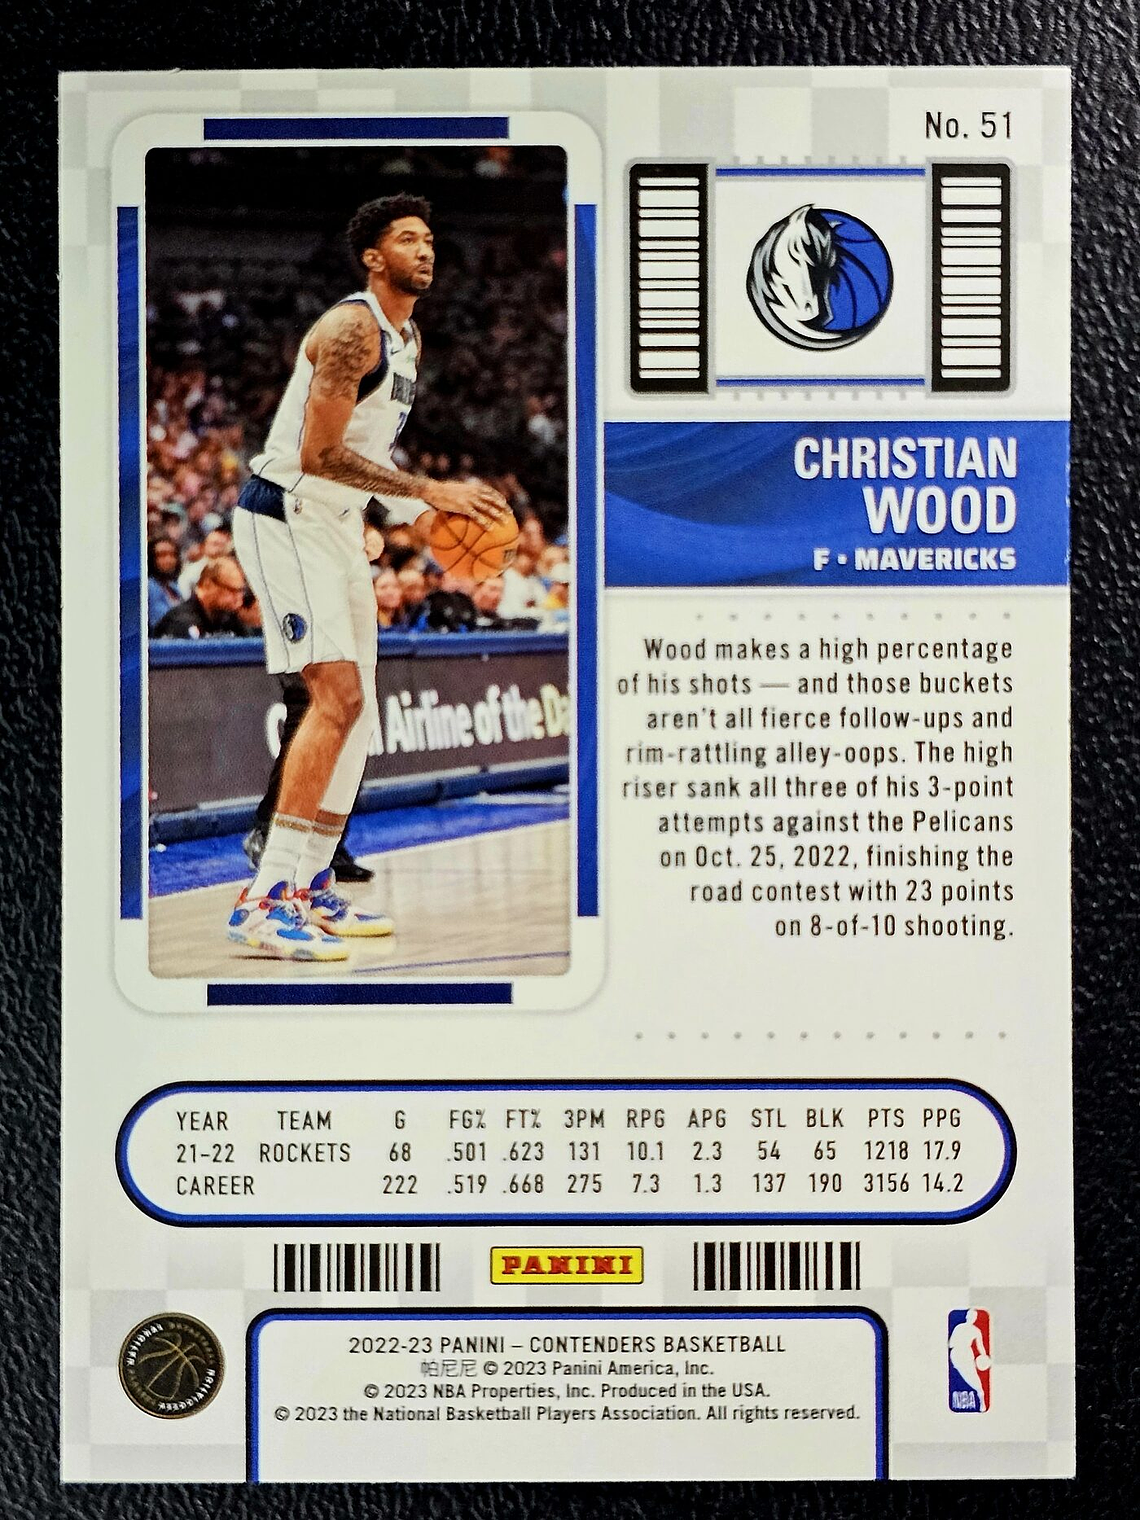 No. 51
CHRISTIAN
WOOD
F • MAVERICKS
Wood makes a high percentage
of his shots — and those buckets
aren't all fierce follow-ups and
rim-rattling alley-oops. The high
riser sank all three of his 3-point
attempts against the Pelicans
on Oct. 25, 2022, finishing the
road contest with 23 points
on 8-of-10 shooting.
Airline of the Da
YEAR TEAM G FG% FT% 3PM RPG APG STL BLK PTS PPG
21-22 ROCKETS 68 .501 .623 131 10.1 2.3 54 65 1218 17.9
CAREER 222 .519 .668 275 7.3 1.3 137 190 3156 14.2
PANINI
2022-23 PANINI – CONTENDERS BASKETBALL
帕尼尼 © 2023 Panini America, Inc.
© 2023 NBA Properties, Inc. Produced in the USA.
© 2023 the National Basketball Players Association. All rights reserved.
NBA